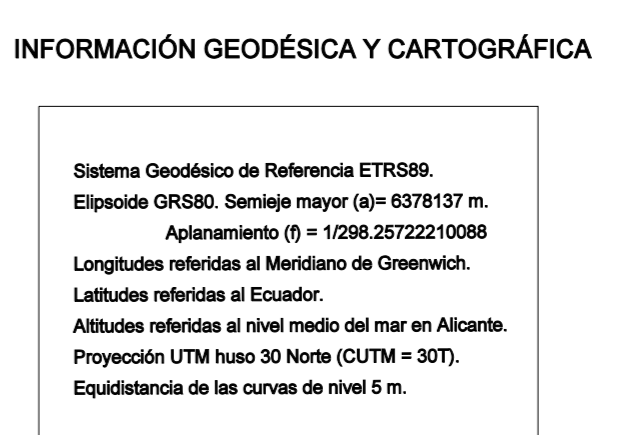 INFORMACIÓN GEODÉSICA Y CARTOGRÁFICA
Sistema Geodésico de Referencia ETRS89.
Elipsoide GRS80. Semieje mayor (a)= 6378137 m.
Aplanamiento (f) = 1/298.25722210088
Longitudes referidas al Meridiano de Greenwich.
Latitudes referidas al Ecuador.
Altitudes referidas al nivel medio del mar en Alicante.
Proyección UTM huso 30 Norte (CUTM = 30T).
Equidistancia de las curvas de nivel 5 m.